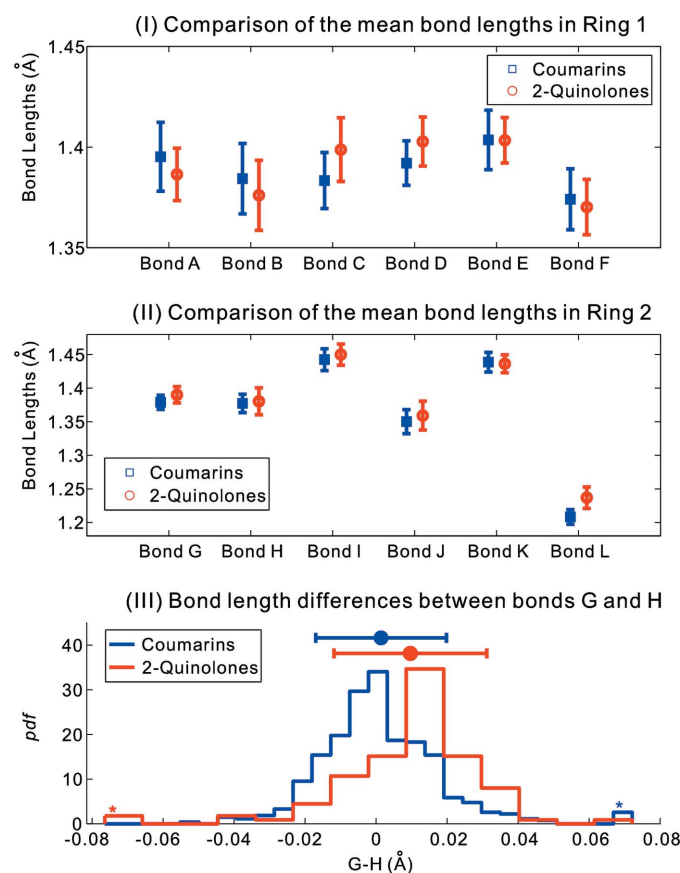 (I) Comparison of the mean bond lengths in Ring 1
Bond Lengths (Å)
1.45
1.4
1.35
Coumarins
2-Quinolones
Bond A Bond B Bond C Bond D Bond E Bond F
(II) Comparison of the mean bond lengths in Ring 2
Bond Lengths (Å)
1.45
1.4
1.35
1.3
1.25
1.2
Coumarins
2-Quinolones
Bond G Bond H Bond I Bond J Bond K Bond L
(III) Bond length differences between bonds G and H
pdf
40
30
20
10
0
Coumarins
2-Quinolones
* *
-0.08 -0.06 -0.04 -0.02 0 0.02 0.04 0.06 0.08
G-H (Å)